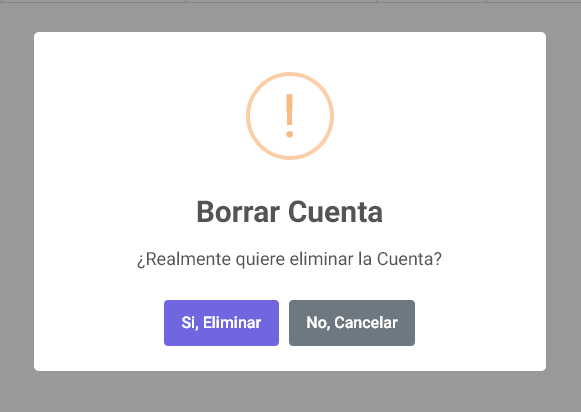 Borrar Cuenta
¿Realmente quiere eliminar la Cuenta?
Si, Eliminar
No, Cancelar